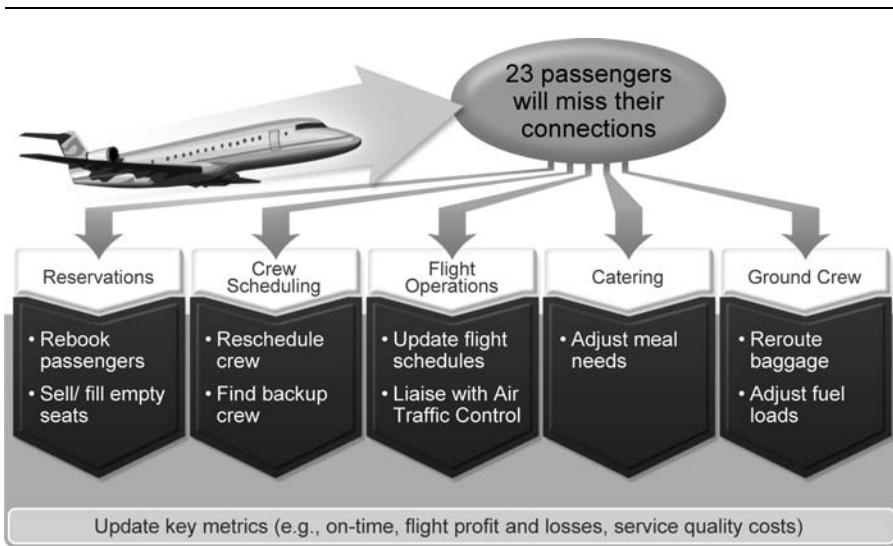 23 passengers
will miss their
connections
Reservations
Crew
Scheduling
Flight
Operations
Catering
Ground Crew
• Rebook
passengers
• Sell/ fill empty
seats
• Reschedule
crew
• Find backup
crew
• Update flight
schedules
• Liaise with Air
Traffic Control
• Adjust meal
needs
• Reroute
baggage
• Adjust fuel
loads
Update key metrics (e.g., on-time, flight profit and losses, service quality costs)